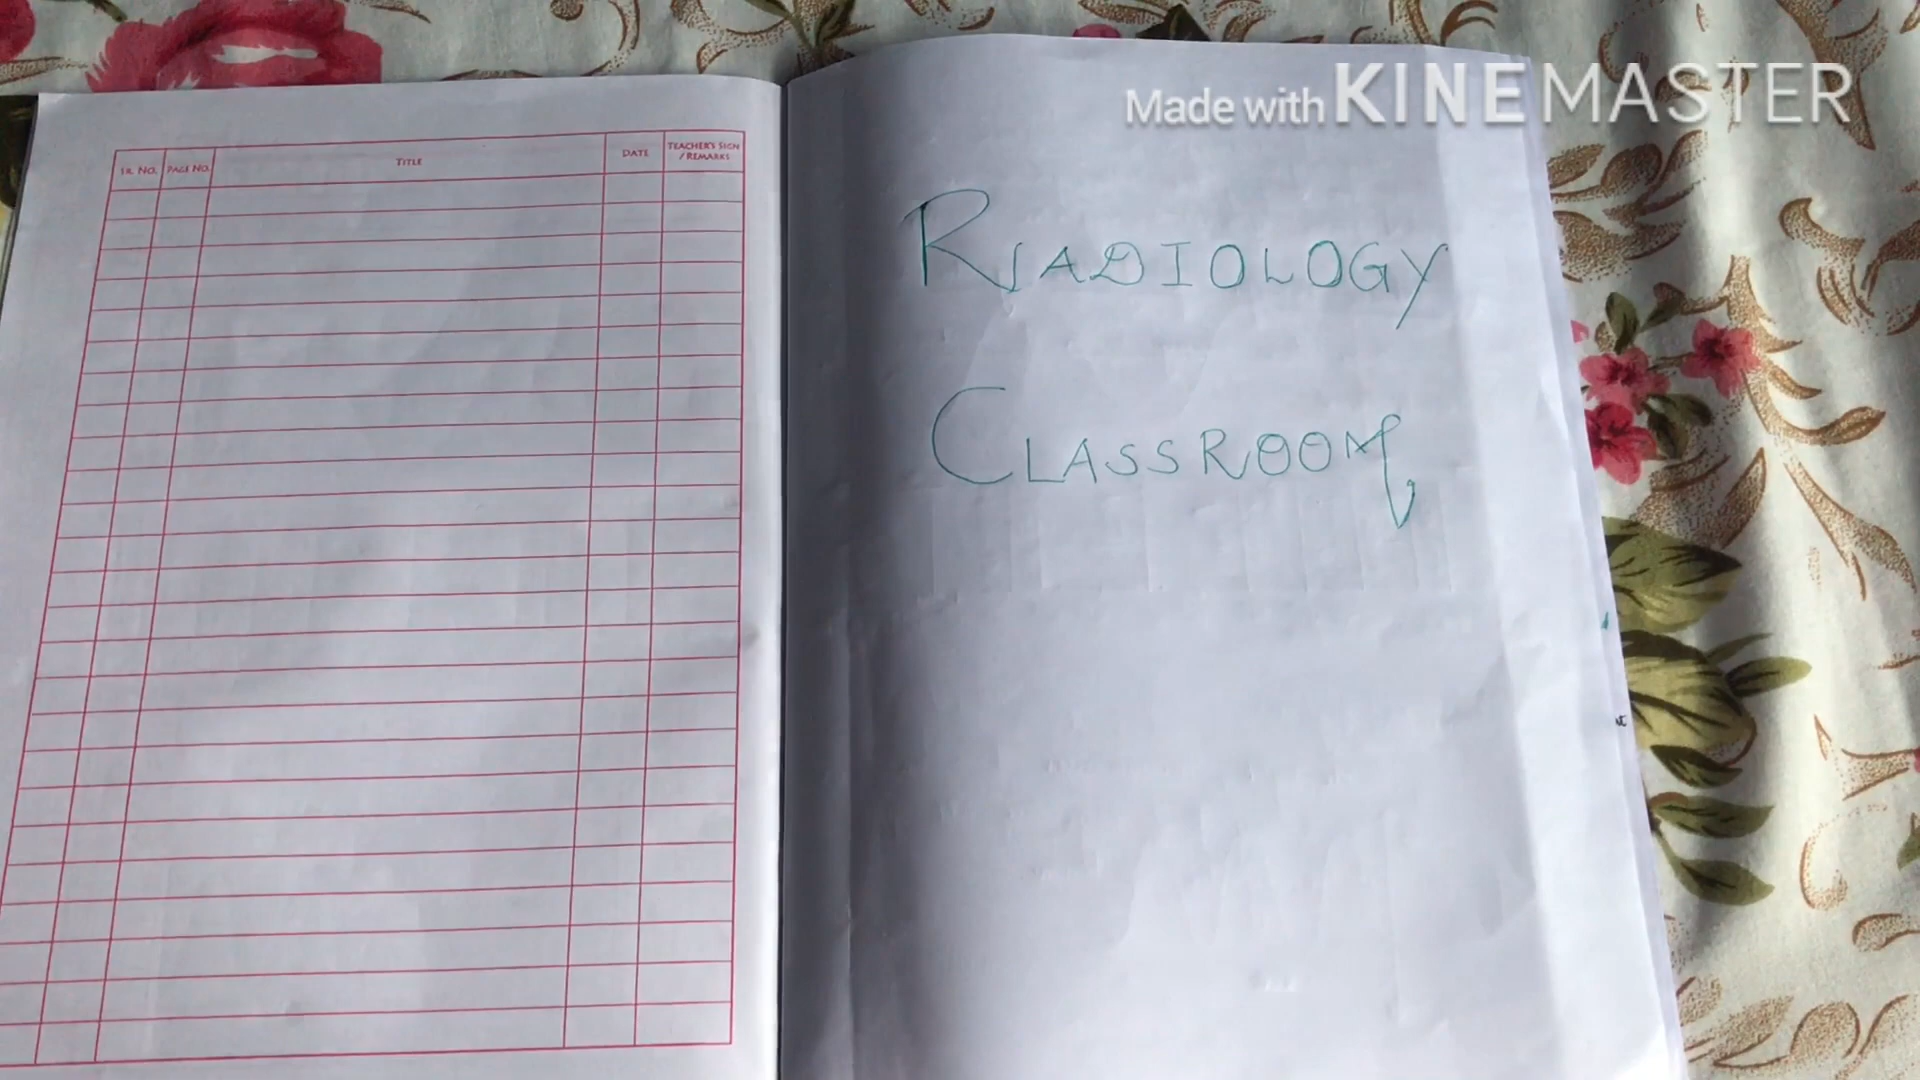 Made with KINEMASTER
SR. NO. PAGE NO. TITLE DATE TEACHER'S SIGN / REMARKS
RADIOLOGY
CLASSROOM